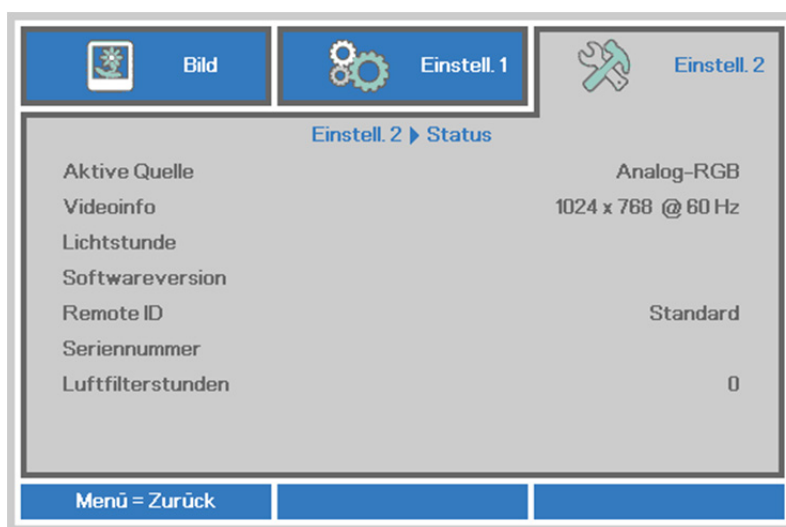 Bild Einstell. 1 Einstell. 2
Einstell. 2 ▶ Status
Aktive Quelle Analog-RGB
Videoinfo 1024 x 768 @ 60 Hz
Lichtstunde
Softwareversion
Remote ID Standard
Seriennummer
Luftfilterstunden 0
Menü = Zurück